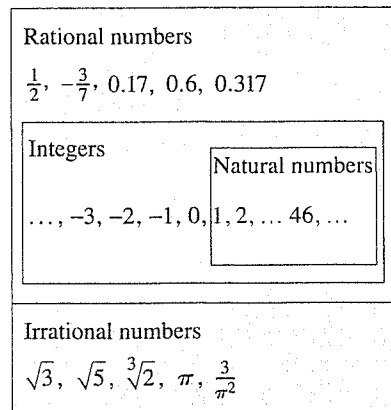 Rational numbers
1/2, −3/7, 0.17, 0.6, 0.317
Integers
Natural numbers
..., −3, −2, −1, 0, 1, 2, ... 46, ...
Irrational numbers
√3, √5, ∛2, π, 3/π²